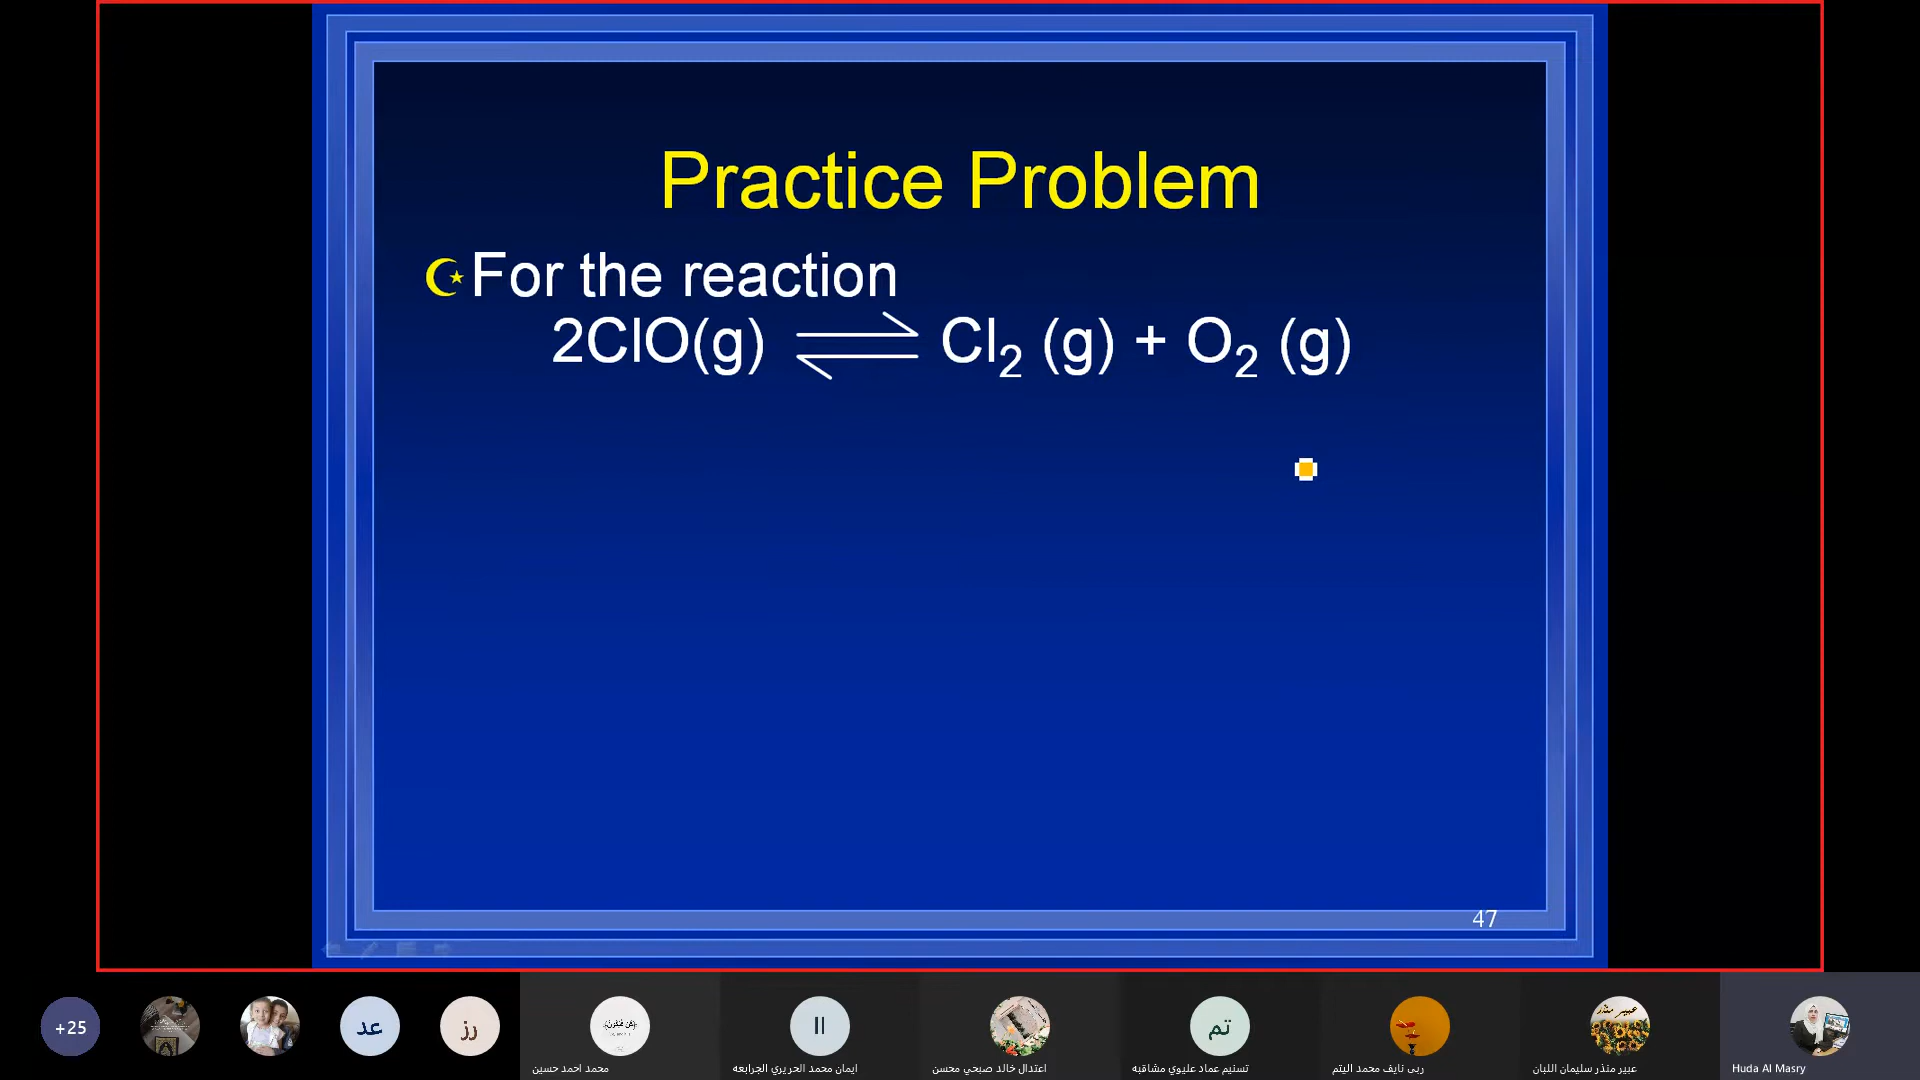 Practice Problem
For the reaction
2ClO(g) ⇌ Cl₂ (g) + O₂ (g)
47
+25
عد
رز
اا
تم
محمد احمد حسين
ايمان محمد الحريري الجرابعه
اعتدال خالد صبحي محسن
تسنيم عماد عليوي مشاقبه
ربى نايف محمد اليتم
عبير منذر سليمان اللبان
Huda Al Masry